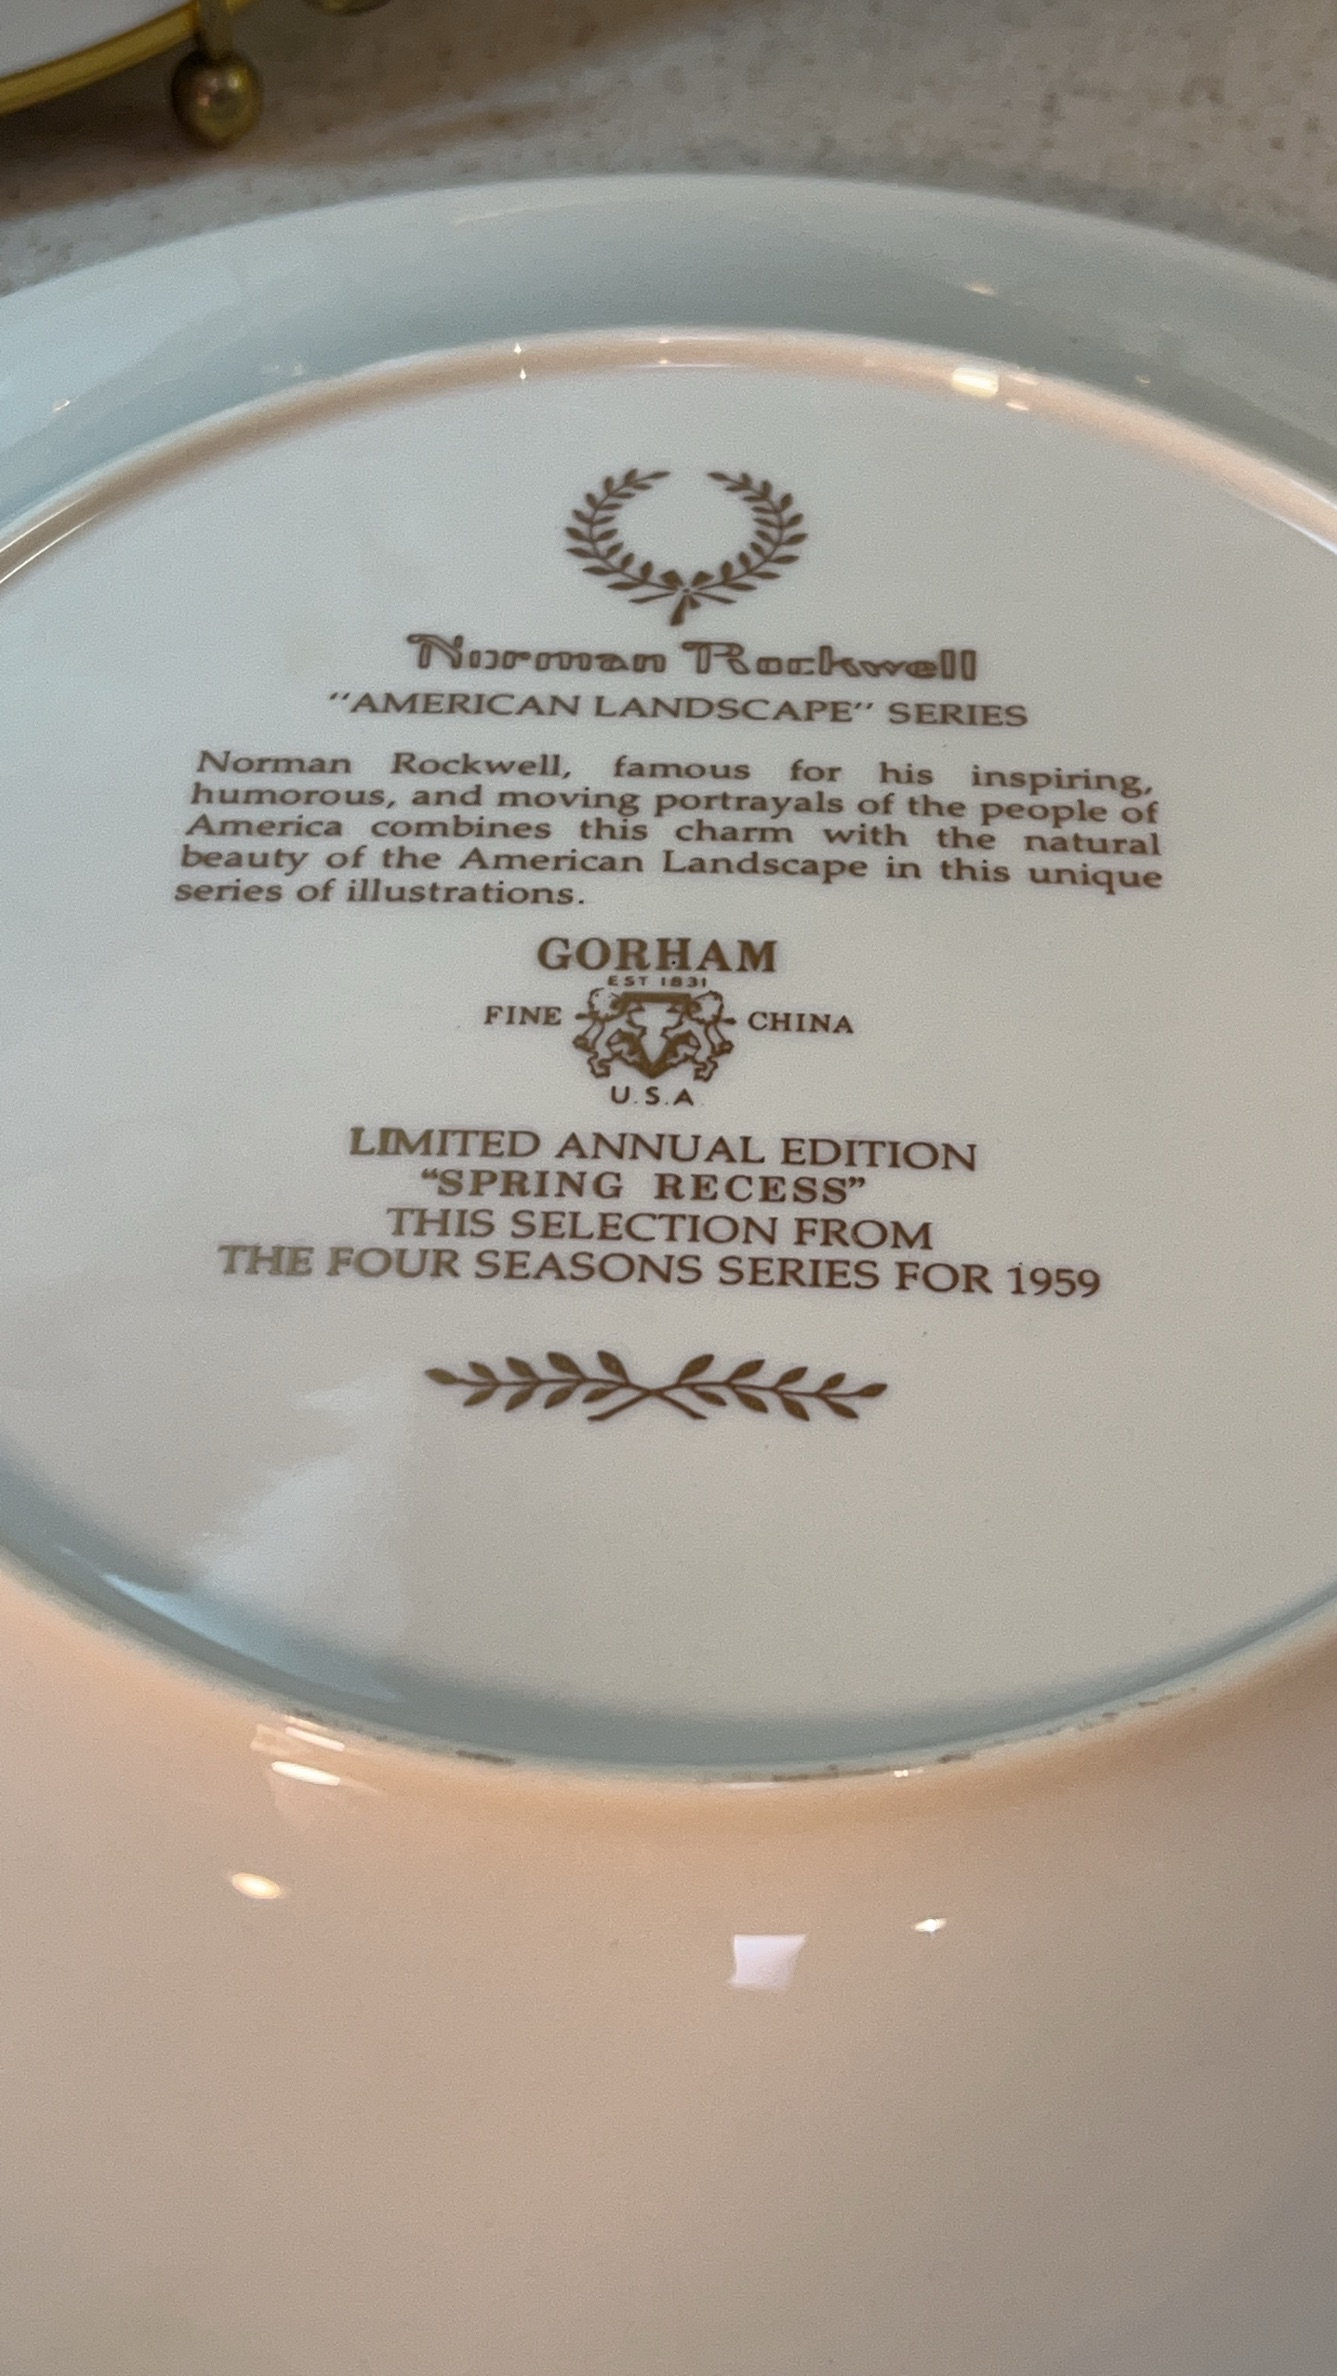 Norman Rockwell
"AMERICAN LANDSCAPE" SERIES
Norman Rockwell, famous for his inspiring,
humorous, and moving portrayals of the people of
America combines this charm with the natural
beauty of the American Landscape in this unique
series of illustrations.
GORHAM
EST 1831
FINE CHINA
U.S.A.
LIMITED ANNUAL EDITION
“SPRING RECESS”
THIS SELECTION FROM
THE FOUR SEASONS SERIES FOR 1959